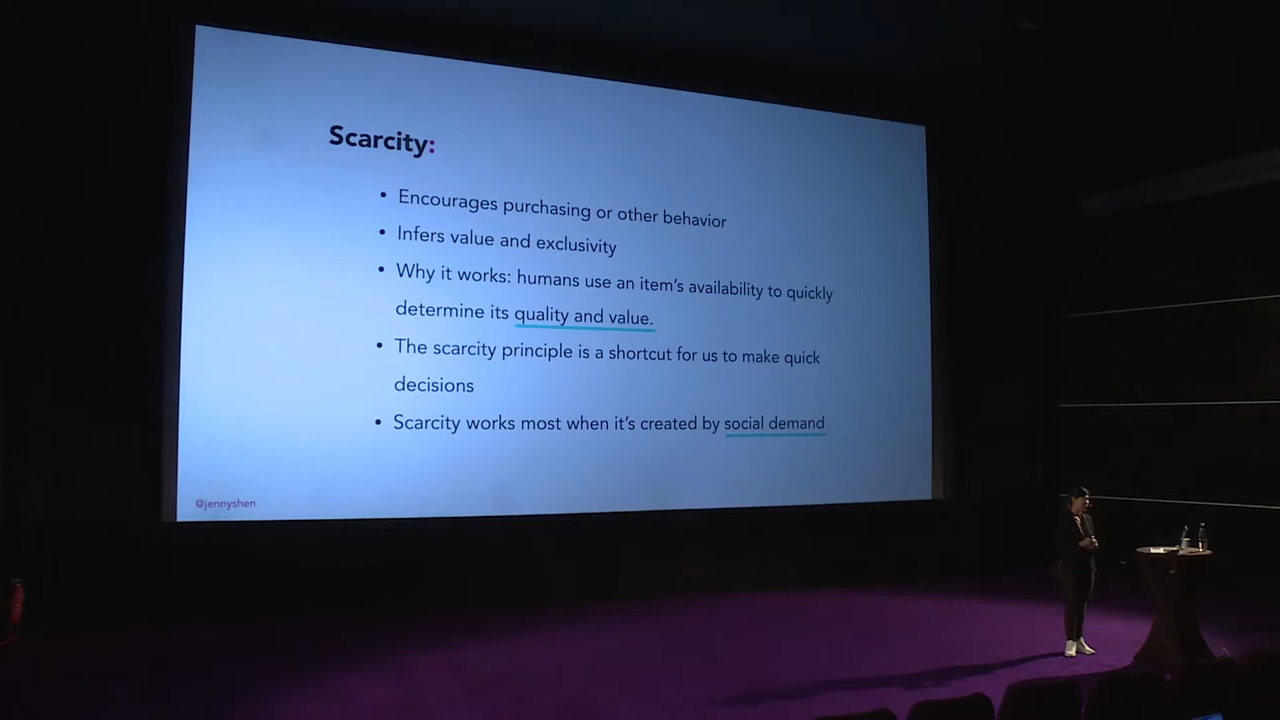 Scarcity:
• Encourages purchasing or other behavior
• Infers value and exclusivity
• Why it works: humans use an item's availability to quickly
determine its quality and value.
• The scarcity principle is a shortcut for us to make quick
decisions
• Scarcity works most when it's created by social demand
@jennyshen